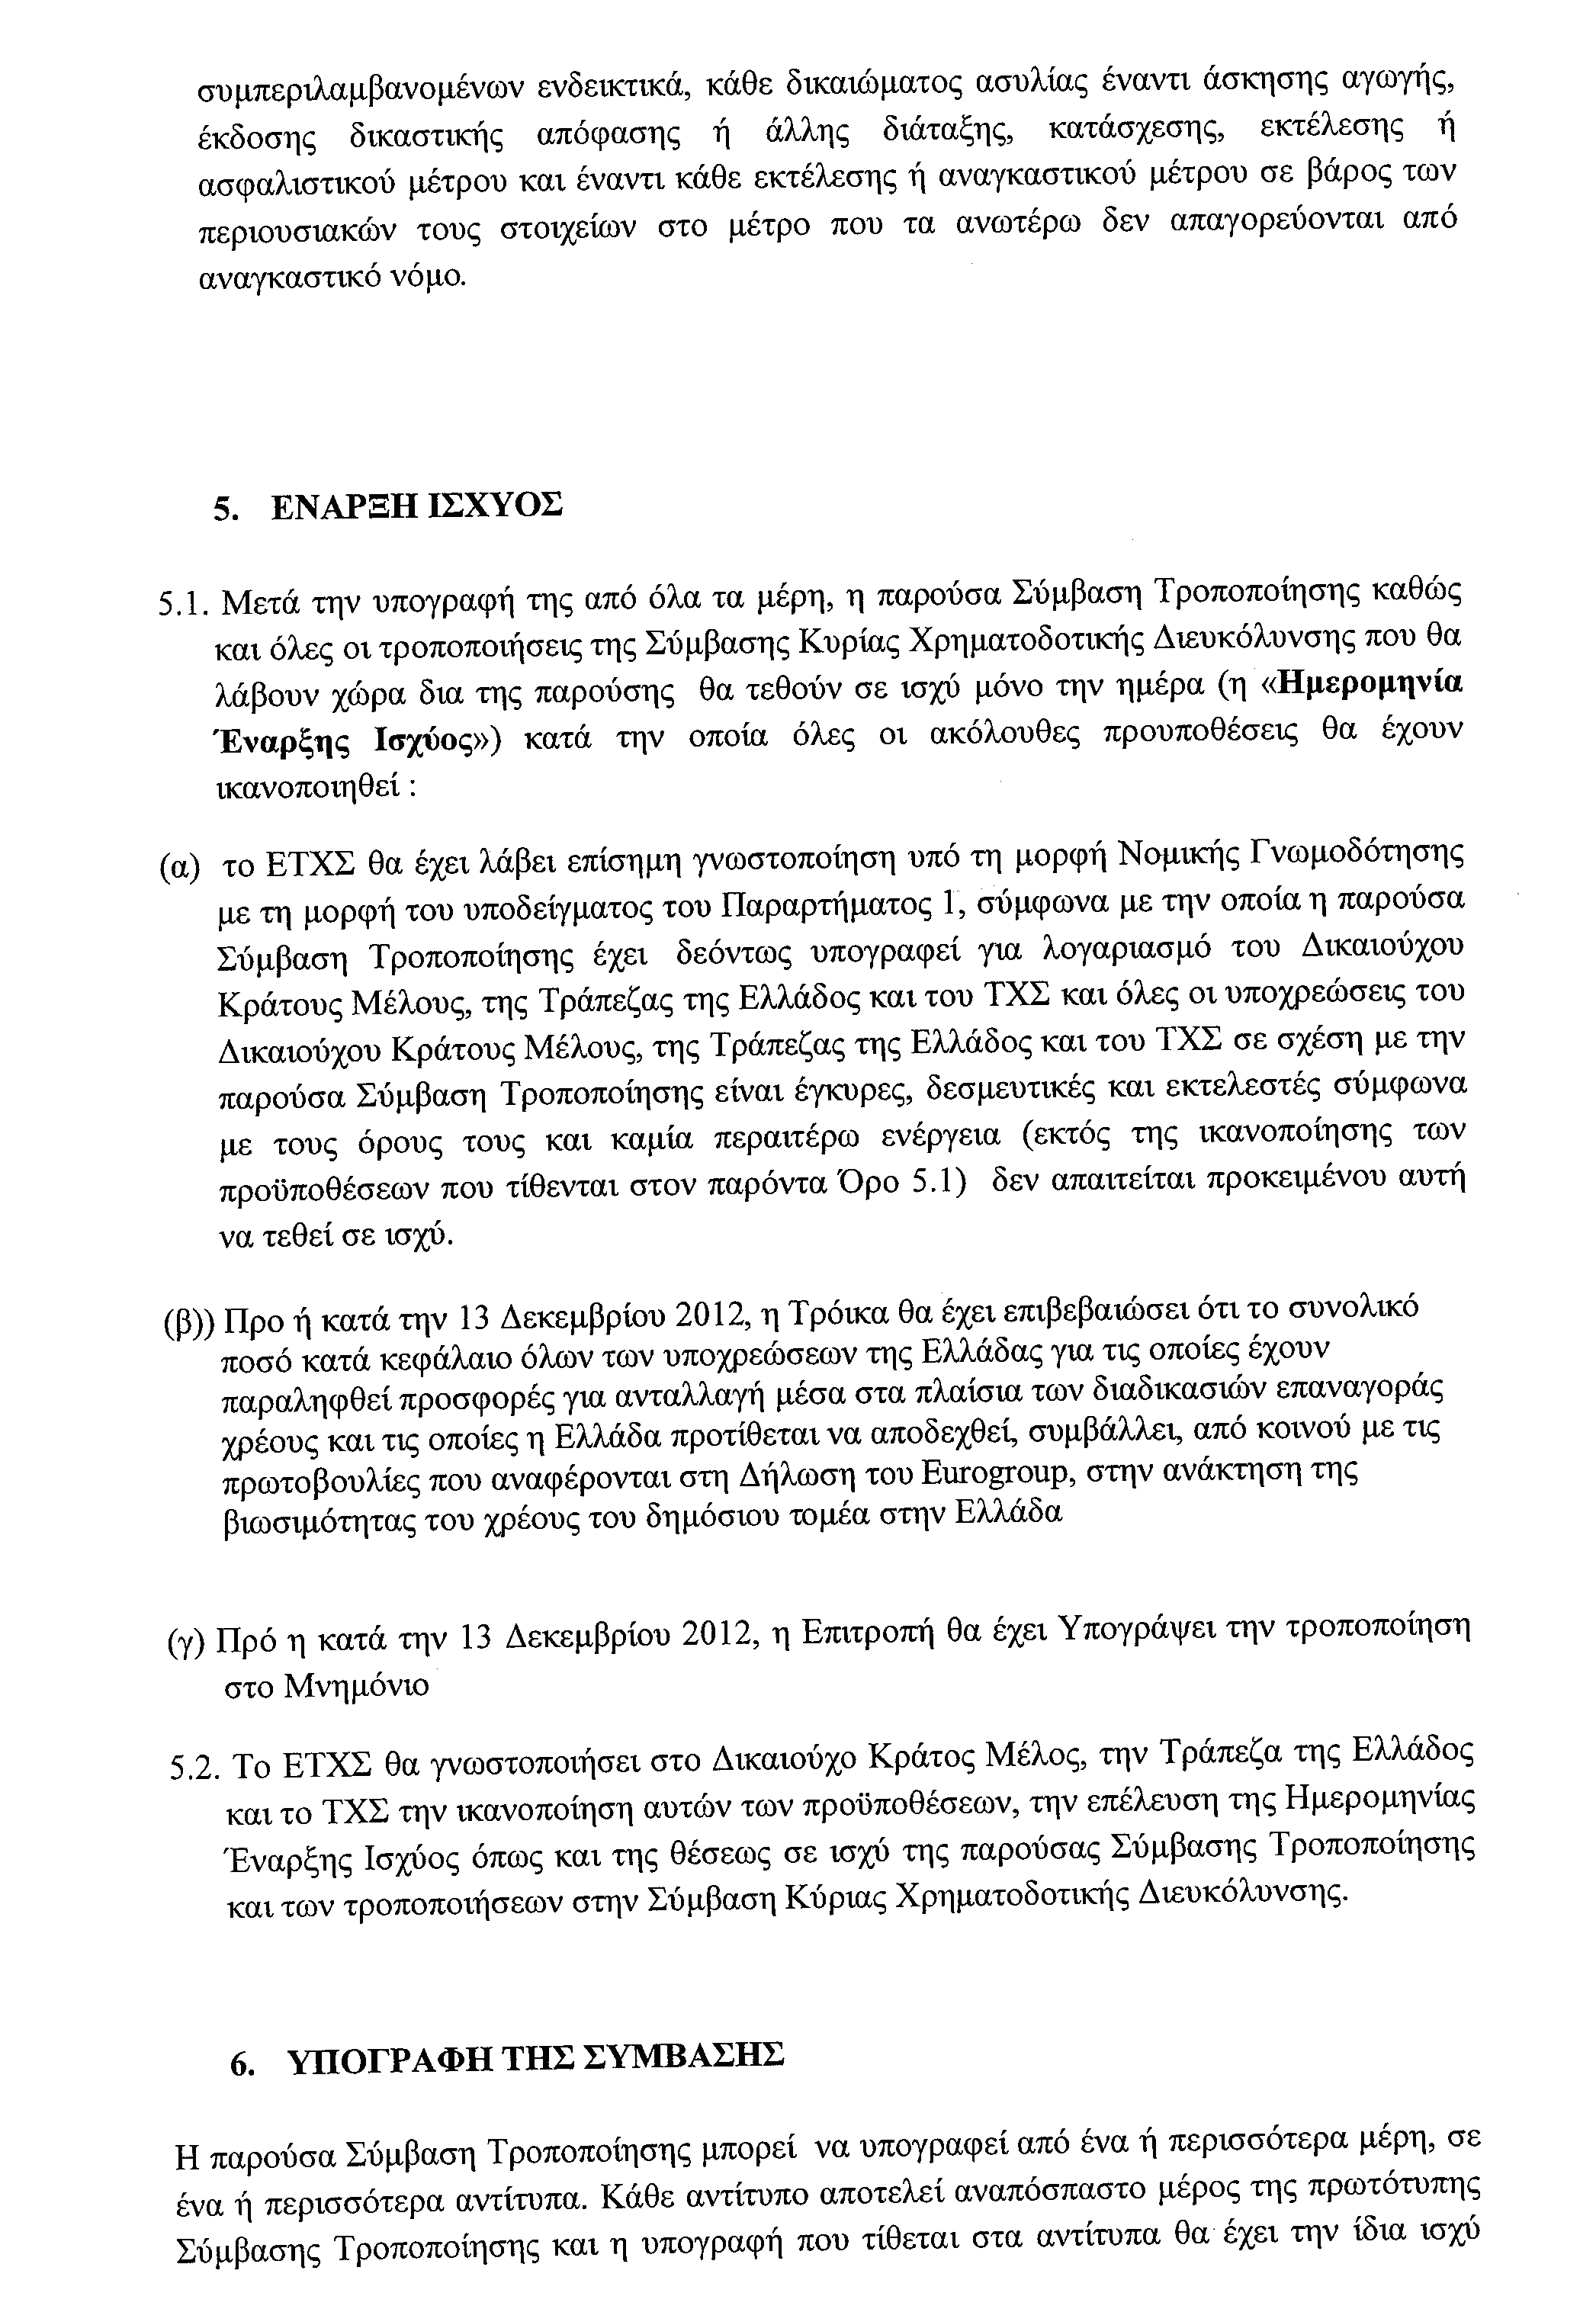 συμπεριλαμβανομένων ενδεικτικά, κάθε δικαιώματος ασυλίας έναντι άσκησης αγωγής,
έκδοσης δικαστικής απόφασης ή άλλης διάταξης, κατάσχεσης, εκτέλεσης ή
ασφαλιστικού μέτρου και έναντι κάθε εκτέλεσης ή αναγκαστικού μέτρου σε βάρος των
περιουσιακών τους στοιχείων στο μέτρο που τα ανωτέρω δεν απαγορεύονται από
αναγκαστικό νόμο.
5. ΕΝΑΡΞΗ ΙΣΧΥΟΣ
5.1. Μετά την υπογραφή της από όλα τα μέρη, η παρούσα Σύμβαση Τροποποίησης καθώς
και όλες οι τροποποιήσεις της Σύμβασης Κυρίας Χρηματοδοτικής Διευκόλυνσης που θα
λάβουν χώρα δια της παρούσης θα τεθούν σε ισχύ μόνο την ημέρα (η «Ημερομηνία
Έναρξης Ισχύος») κατά την οποία όλες οι ακόλουθες προυποθέσεις θα έχουν
ικανοποιηθεί :
(α) το ΕΤΧΣ θα έχει λάβει επίσημη γνωστοποίηση υπό τη μορφή Νομικής Γνωμοδότησης
με τη μορφή του υποδείγματος του Παραρτήματος 1, σύμφωνα με την οποία η παρούσα
Σύμβαση Τροποποίησης έχει δεόντως υπογραφεί για λογαριασμό του Δικαιούχου
Κράτους Μέλους, της Τράπεζας της Ελλάδος και του ΤΧΣ και όλες οι υποχρεώσεις του
Δικαιούχου Κράτους Μέλους, της Τράπεζας της Ελλάδος και του ΤΧΣ σε σχέση με την
παρούσα Σύμβαση Τροποποίησης είναι έγκυρες, δεσμευτικές και εκτελεστές σύμφωνα
με τους όρους τους και καμία περαιτέρω ενέργεια (εκτός της ικανοποίησης των
προϋποθέσεων που τίθενται στον παρόντα Όρο 5.1) δεν απαιτείται προκειμένου αυτή
να τεθεί σε ισχύ.
(β)) Προ ή κατά την 13 Δεκεμβρίου 2012, η Τρόικα θα έχει επιβεβαιώσει ότι το συνολικό
ποσό κατά κεφάλαιο όλων των υποχρεώσεων της Ελλάδας για τις οποίες έχουν
παραληφθεί προσφορές για ανταλλαγή μέσα στα πλαίσια των διαδικασιών επαναγοράς
χρέους και τις οποίες η Ελλάδα προτίθεται να αποδεχθεί, συμβάλλει, από κοινού με τις
πρωτοβουλίες που αναφέρονται στη Δήλωση του Eurogroup, στην ανάκτηση της
βιωσιμότητας του χρέους του δημόσιου τομέα στην Ελλάδα
(γ) Πρό η κατά την 13 Δεκεμβρίου 2012, η Επιτροπή θα έχει Υπογράψει την τροποποίηση
στο Μνημόνιο
5.2. Το ΕΤΧΣ θα γνωστοποιήσει στο Δικαιούχο Κράτος Μέλος, την Τράπεζα της Ελλάδος
και το ΤΧΣ την ικανοποίηση αυτών των προϋποθέσεων, την επέλευση της Ημερομηνίας
Έναρξης Ισχύος όπως και της θέσεως σε ισχύ της παρούσας Σύμβασης Τροποποίησης
και των τροποποιήσεων στην Σύμβαση Κύριας Χρηματοδοτικής Διευκόλυνσης.
6. ΥΠΟΓΡΑΦΗ ΤΗΣ ΣΥΜΒΑΣΗΣ
Η παρούσα Σύμβαση Τροποποίησης μπορεί να υπογραφεί από ένα ή περισσότερα μέρη, σε
ένα ή περισσότερα αντίτυπα. Κάθε αντίτυπο αποτελεί αναπόσπαστο μέρος της πρωτότυπης
Σύμβασης Τροποποίησης και η υπογραφή που τίθεται στα αντίτυπα θα έχει την ίδια ισχύ